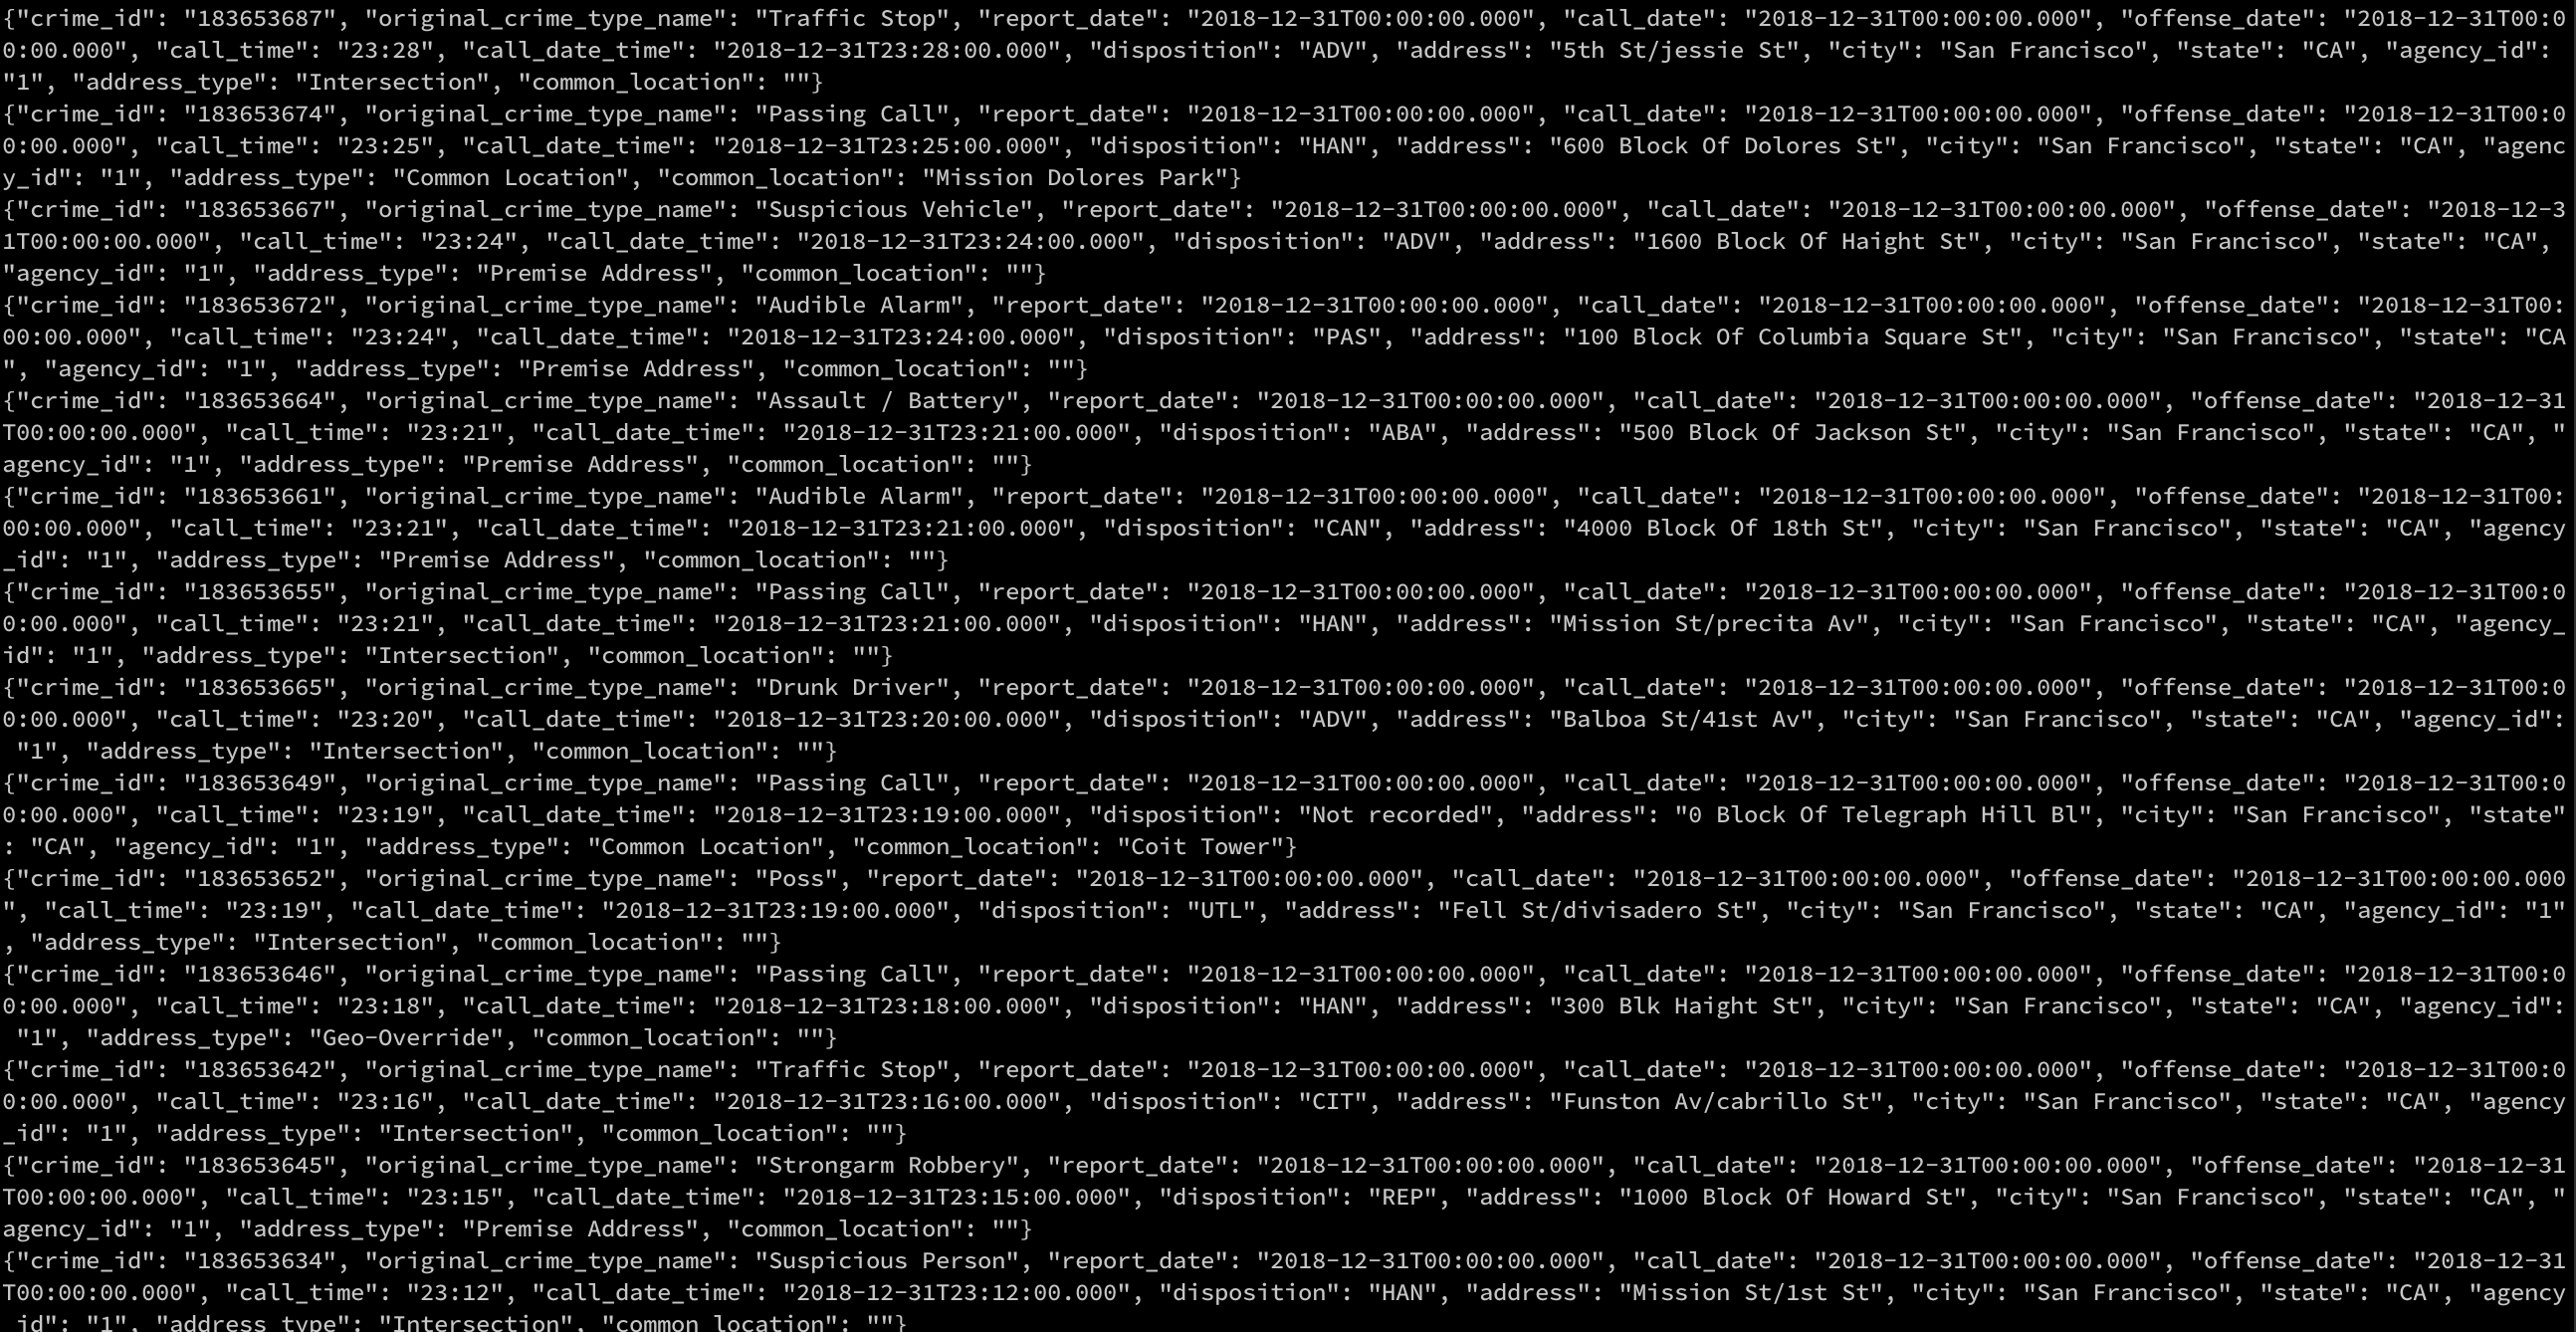 {"crime_id": "183653687", "original_crime_type_name": "Traffic Stop", "report_date": "2018-12-31T00:00:00.000", "call_date": "2018-12-31T00:00:00.000", "offense_date": "2018-12-31T00:0
0:00.000", "call_time": "23:28", "call_date_time": "2018-12-31T23:28:00.000", "disposition": "ADV", "address": "5th St/jessie St", "city": "San Francisco", "state": "CA", "agency_id":
"1", "address_type": "Intersection", "common_location": ""}
{"crime_id": "183653674", "original_crime_type_name": "Passing Call", "report_date": "2018-12-31T00:00:00.000", "call_date": "2018-12-31T00:00:00.000", "offense_date": "2018-12-31T00:0
0:00.000", "call_time": "23:25", "call_date_time": "2018-12-31T23:25:00.000", "disposition": "HAN", "address": "600 Block Of Dolores St", "city": "San Francisco", "state": "CA", "agenc
y_id": "1", "address_type": "Common Location", "common_location": "Mission Dolores Park"}
{"crime_id": "183653667", "original_crime_type_name": "Suspicious Vehicle", "report_date": "2018-12-31T00:00:00.000", "call_date": "2018-12-31T00:00:00.000", "offense_date": "2018-12-3
1T00:00:00.000", "call_time": "23:24", "call_date_time": "2018-12-31T23:24:00.000", "disposition": "ADV", "address": "1600 Block Of Haight St", "city": "San Francisco", "state": "CA",
"agency_id": "1", "address_type": "Premise Address", "common_location": ""}
{"crime_id": "183653672", "original_crime_type_name": "Audible Alarm", "report_date": "2018-12-31T00:00:00.000", "call_date": "2018-12-31T00:00:00.000", "offense_date": "2018-12-31T00:
00:00.000", "call_time": "23:24", "call_date_time": "2018-12-31T23:24:00.000", "disposition": "PAS", "address": "100 Block Of Columbia Square St", "city": "San Francisco", "state": "CA
", "agency_id": "1", "address_type": "Premise Address", "common_location": ""}
{"crime_id": "183653664", "original_crime_type_name": "Assault / Battery", "report_date": "2018-12-31T00:00:00.000", "call_date": "2018-12-31T00:00:00.000", "offense_date": "2018-12-31
T00:00:00.000", "call_time": "23:21", "call_date_time": "2018-12-31T23:21:00.000", "disposition": "ABA", "address": "500 Block Of Jackson St", "city": "San Francisco", "state": "CA", "
agency_id": "1", "address_type": "Premise Address", "common_location": ""}
{"crime_id": "183653661", "original_crime_type_name": "Audible Alarm", "report_date": "2018-12-31T00:00:00.000", "call_date": "2018-12-31T00:00:00.000", "offense_date": "2018-12-31T00:
00:00.000", "call_time": "23:21", "call_date_time": "2018-12-31T23:21:00.000", "disposition": "CAN", "address": "4000 Block Of 18th St", "city": "San Francisco", "state": "CA", "agency
_id": "1", "address_type": "Premise Address", "common_location": ""}
{"crime_id": "183653655", "original_crime_type_name": "Passing Call", "report_date": "2018-12-31T00:00:00.000", "call_date": "2018-12-31T00:00:00.000", "offense_date": "2018-12-31T00:0
0:00.000", "call_time": "23:21", "call_date_time": "2018-12-31T23:21:00.000", "disposition": "HAN", "address": "Mission St/precita Av", "city": "San Francisco", "state": "CA", "agency_
id": "1", "address_type": "Intersection", "common_location": ""}
{"crime_id": "183653665", "original_crime_type_name": "Drunk Driver", "report_date": "2018-12-31T00:00:00.000", "call_date": "2018-12-31T00:00:00.000", "offense_date": "2018-12-31T00:0
0:00.000", "call_time": "23:20", "call_date_time": "2018-12-31T23:20:00.000", "disposition": "ADV", "address": "Balboa St/41st Av", "city": "San Francisco", "state": "CA", "agency_id":
 "1", "address_type": "Intersection", "common_location": ""}
{"crime_id": "183653649", "original_crime_type_name": "Passing Call", "report_date": "2018-12-31T00:00:00.000", "call_date": "2018-12-31T00:00:00.000", "offense_date": "2018-12-31T00:0
0:00.000", "call_time": "23:19", "call_date_time": "2018-12-31T23:19:00.000", "disposition": "Not recorded", "address": "0 Block Of Telegraph Hill Bl", "city": "San Francisco", "state"
: "CA", "agency_id": "1", "address_type": "Common Location", "common_location": "Coit Tower"}
{"crime_id": "183653652", "original_crime_type_name": "Poss", "report_date": "2018-12-31T00:00:00.000", "call_date": "2018-12-31T00:00:00.000", "offense_date": "2018-12-31T00:00:00.000
", "call_time": "23:19", "call_date_time": "2018-12-31T23:19:00.000", "disposition": "UTL", "address": "Fell St/divisadero St", "city": "San Francisco", "state": "CA", "agency_id": "1"
, "address_type": "Intersection", "common_location": ""}
{"crime_id": "183653646", "original_crime_type_name": "Passing Call", "report_date": "2018-12-31T00:00:00.000", "call_date": "2018-12-31T00:00:00.000", "offense_date": "2018-12-31T00:0
0:00.000", "call_time": "23:18", "call_date_time": "2018-12-31T23:18:00.000", "disposition": "HAN", "address": "300 Blk Haight St", "city": "San Francisco", "state": "CA", "agency_id":
 "1", "address_type": "Geo-Override", "common_location": ""}
{"crime_id": "183653642", "original_crime_type_name": "Traffic Stop", "report_date": "2018-12-31T00:00:00.000", "call_date": "2018-12-31T00:00:00.000", "offense_date": "2018-12-31T00:0
0:00.000", "call_time": "23:16", "call_date_time": "2018-12-31T23:16:00.000", "disposition": "CIT", "address": "Funston Av/cabrillo St", "city": "San Francisco", "state": "CA", "agency
_id": "1", "address_type": "Intersection", "common_location": ""}
{"crime_id": "183653645", "original_crime_type_name": "Strongarm Robbery", "report_date": "2018-12-31T00:00:00.000", "call_date": "2018-12-31T00:00:00.000", "offense_date": "2018-12-31
T00:00:00.000", "call_time": "23:15", "call_date_time": "2018-12-31T23:15:00.000", "disposition": "REP", "address": "1000 Block Of Howard St", "city": "San Francisco", "state": "CA", "
agency_id": "1", "address_type": "Premise Address", "common_location": ""}
{"crime_id": "183653634", "original_crime_type_name": "Suspicious Person", "report_date": "2018-12-31T00:00:00.000", "call_date": "2018-12-31T00:00:00.000", "offense_date": "2018-12-31
T00:00:00.000", "call_time": "23:12", "call_date_time": "2018-12-31T23:12:00.000", "disposition": "HAN", "address": "Mission St/1st St", "city": "San Francisco", "state": "CA", "agency
_id": "1", "address_type": "Intersection", "common_location": ""}